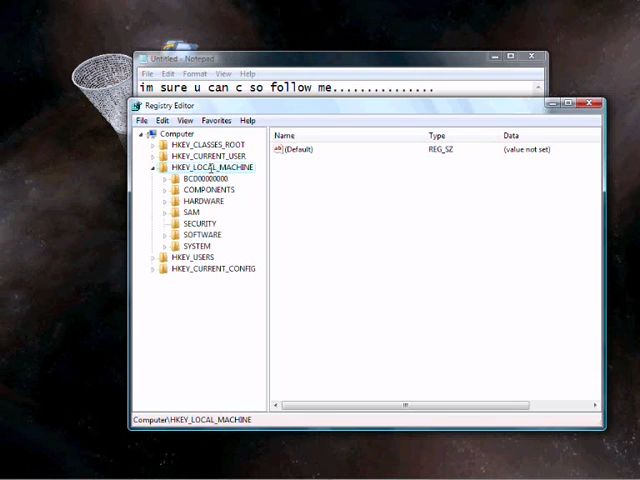 Untitled - Notepad
File Edit Format View Help
im sure u can c so follow me...............
Registry Editor
File Edit View Favorites Help
Computer
HKEY_CLASSES_ROOT
HKEY_CURRENT_USER
HKEY_LOCAL_MACHINE
BCD00000000
COMPONENTS
HARDWARE
SAM
SECURITY
SOFTWARE
SYSTEM
HKEY_USERS
HKEY_CURRENT_CONFIG
Name Type Data
(Default) REG_SZ (value not set)
Computer\HKEY_LOCAL_MACHINE